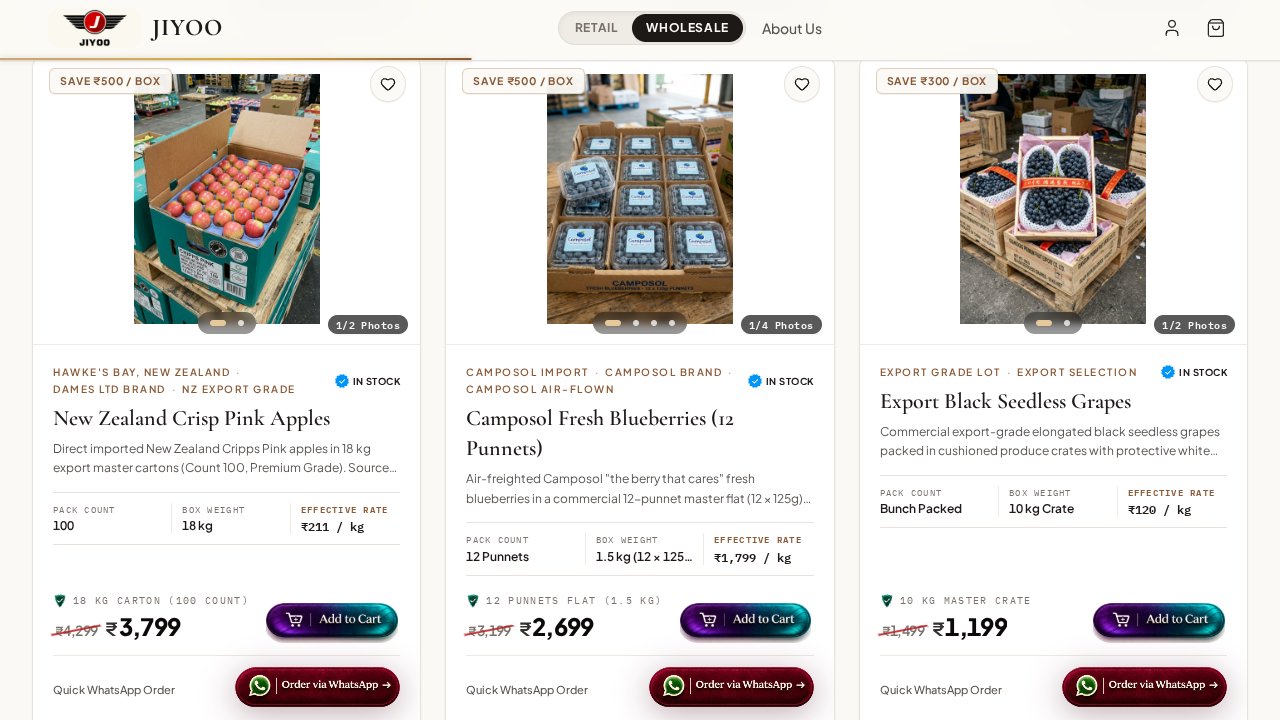 JIYOO
JIYOO
RETAIL
WHOLESALE
About Us
SAVE ₹500 / BOX
1/2 Photos
HAWKE'S BAY, NEW ZEALAND ·
DAMES LTD BRAND · NZ EXPORT GRADE
IN STOCK
New Zealand Crisp Pink Apples
Direct imported New Zealand Cripps Pink apples in 18 kg
export master cartons (Count 100, Premium Grade). Source…
PACK COUNT
100
BOX WEIGHT
18 kg
EFFECTIVE RATE
₹211 / kg
18 KG CARTON (100 COUNT)
₹4,299 ₹3,799
Add to Cart
Quick WhatsApp Order
Order via WhatsApp →
SAVE ₹500 / BOX
Camposol
Camposol
Camposol
Camposol
CAMPOSOL
FRESH BLUEBERRIES - 12 x 125g PUNNETS
1/4 Photos
CAMPOSOL IMPORT · CAMPOSOL BRAND ·
CAMPOSOL AIR-FLOWN
IN STOCK
Camposol Fresh Blueberries (12
Punnets)
Air-freighted Camposol "the berry that cares" fresh
blueberries in a commercial 12-punnet master flat (12 × 125g)…
PACK COUNT
12 Punnets
BOX WEIGHT
1.5 kg (12 × 125…
EFFECTIVE RATE
₹1,799 / kg
12 PUNNETS FLAT (1.5 KG)
₹3,199 ₹2,699
Add to Cart
Quick WhatsApp Order
Order via WhatsApp →
SAVE ₹300 / BOX
1/2 Photos
EXPORT GRADE LOT · EXPORT SELECTION
IN STOCK
Export Black Seedless Grapes
Commercial export-grade elongated black seedless grapes
packed in cushioned produce crates with protective white…
PACK COUNT
Bunch Packed
BOX WEIGHT
10 kg Crate
EFFECTIVE RATE
₹120 / kg
10 KG MASTER CRATE
₹1,499 ₹1,199
Add to Cart
Quick WhatsApp Order
Order via WhatsApp →